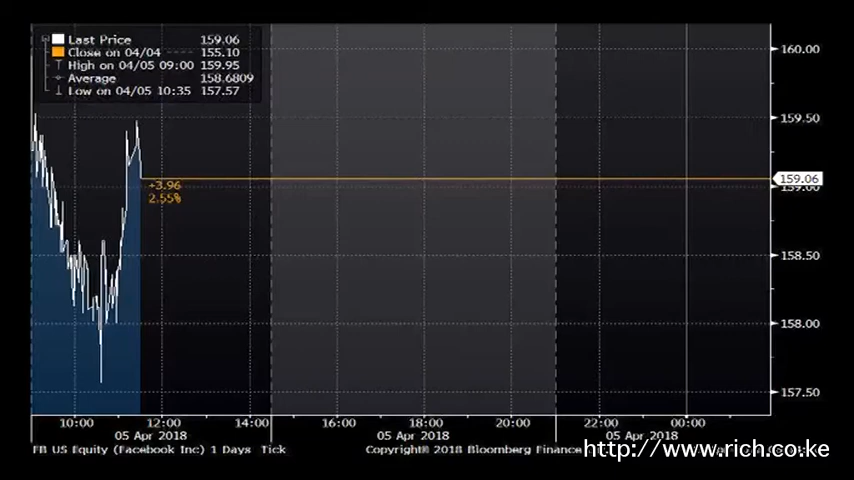 Last Price 159.06
Close on 04/04 ---- 155.10
High on 04/05 09:00 159.95
Average 158.6809
Low on 04/05 10:35 157.57
160.00
159.50
159.06
159.00
158.50
158.00
157.50
+3.96
2.55%
10:00 12:00 14:00 16:00 18:00 20:00 22:00 00:00
05 Apr 2018 05 Apr 2018 05 Apr 2018
FB US Equity (Facebook Inc) 1 Days Tick Copyright© 2018 Bloomberg Finance
http://www.rich.co.ke